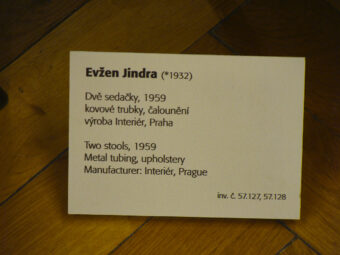 Evžen Jindra (*1932)
Dvě sedačky, 1959
kovové trubky, čalounění
výroba Interiér, Praha
Two stools, 1959
Metal tubing, upholstery
Manufacturer: Interiér, Prague
inv. č. 57.127, 57.128